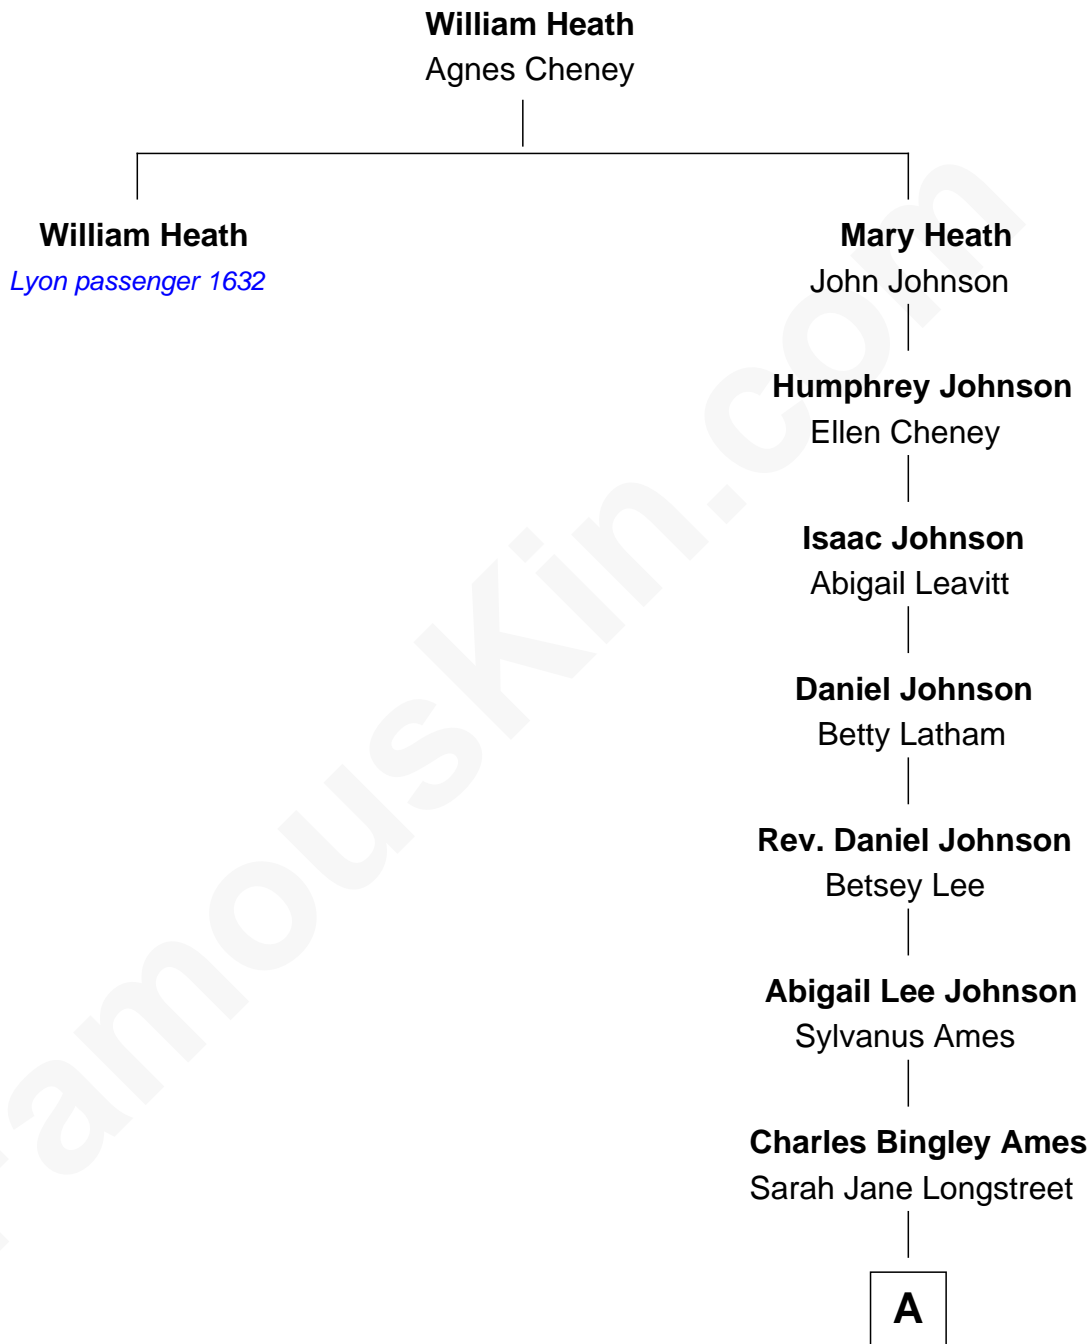 William Heath
Agnes Cheney
William Heath
Lyon passenger 1632
Mary Heath
John Johnson
Humphrey Johnson
Ellen Cheney
Isaac Johnson
Abigail Leavitt
Daniel Johnson
Betty Latham
Rev. Daniel Johnson
Betsey Lee
Abigail Lee Johnson
Sylvanus Ames
Charles Bingley Ames
Sarah Jane Longstreet
A
FamousKin.com